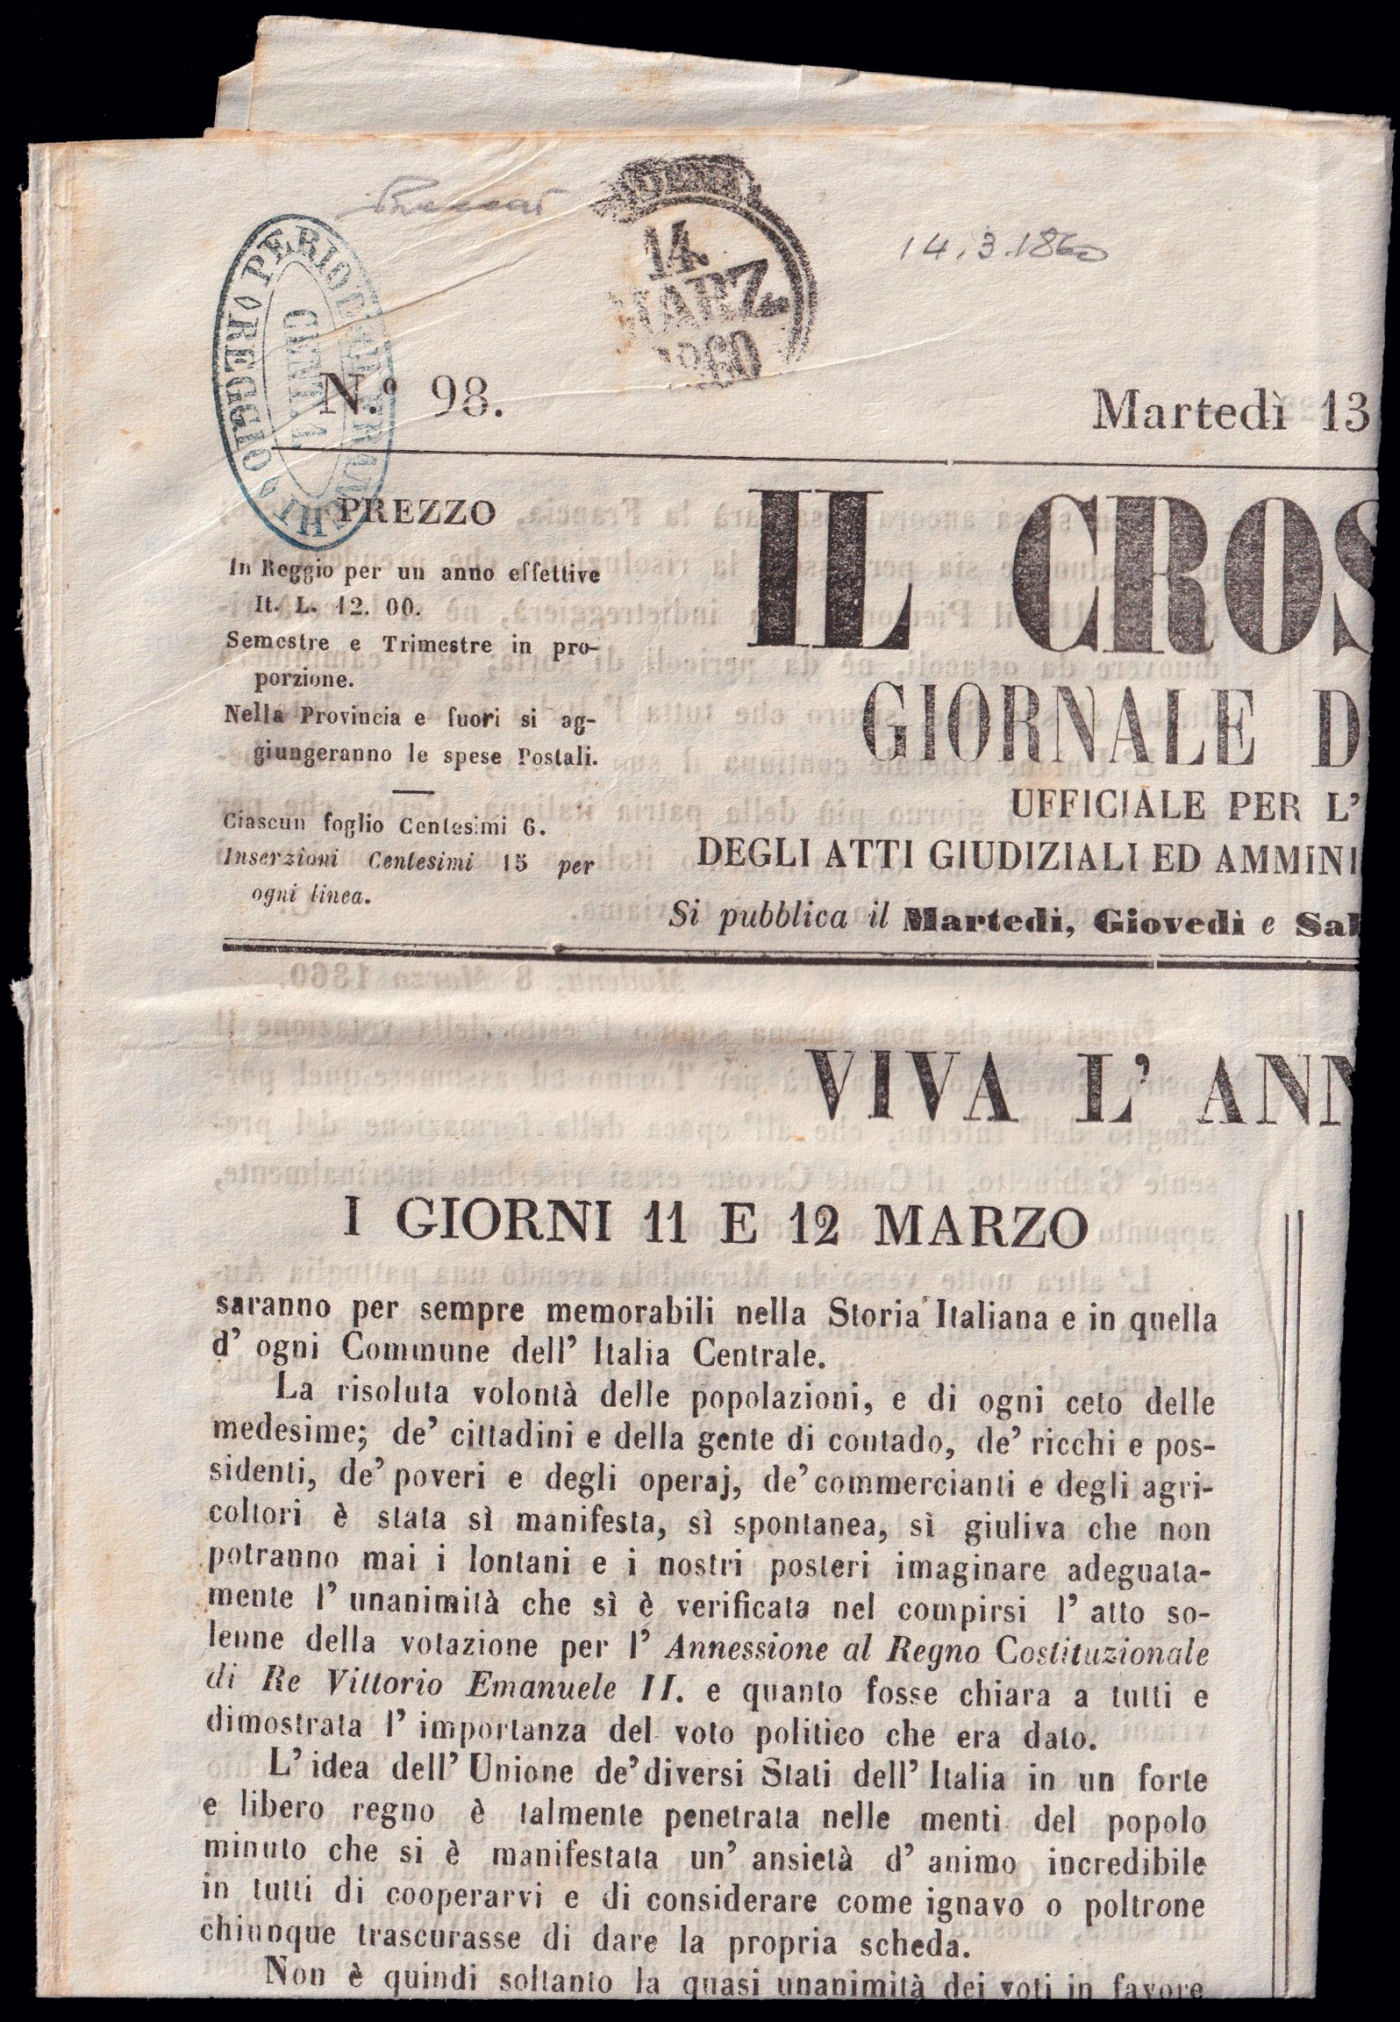 14.3.1860
14
MARZ.
1860
PERIOD. FRANCHI REGGIO
CENT. 1
N.º 98.
Martedì 13
PREZZO
In Reggio per un anno effettive
It. L. 12. 00.
Semestre e Trimestre in pro-
porzione.
Nella Provincia e fuori si ag-
giungeranno le spese Postali.
Ciascun foglio Centesimi 6.
Inserzioni Centesimi 15 per
ogni linea.
IL CROS
GIORNALE D
UFFICIALE PER L'
DEGLI ATTI GIUDIZIALI ED AMMINI
Si pubblica il Martedì, Giovedì e Sab
VIVA L' ANN
I GIORNI 11 E 12 MARZO
saranno per sempre memorabili nella Storia Italiana e in quella
d' ogni Commune dell' Italia Centrale.
La risoluta volontà delle popolazioni, e di ogni ceto delle
medesime; de' cittadini e della gente di contado, de' ricchi e pos-
sidenti, de' poveri e degli operaj, de' commercianti e degli agri-
coltori è stata sì manifesta, sì spontanea, sì giuliva che non
potranno mai i lontani e i nostri posteri imaginare adeguata-
mente l' unanimità che sì è verificata nel compirsi l' atto so-
lenne della votazione per l' Annessione al Regno Costituzionale
di Re Vittorio Emanuele II. e quanto fosse chiara a tutti e
dimostrata l' importanza del voto politico che era dato.
L' idea dell' Unione de' diversi Stati dell' Italia in un forte
e libero regno è talmente penetrata nelle menti del popolo
minuto che si è manifestata un' ansietà d' animo incredibile
in tutti di cooperarvi e di considerare come ignavo o poltrone
chiunque trascurasse di dare la propria scheda.
Non è quindi soltanto la quasi unanimità dei voti in favore